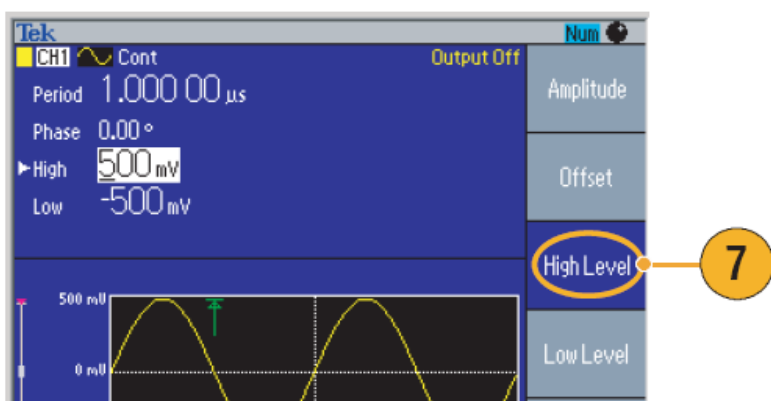 Tek
Num
CH1 Cont
Output Off
Period 1.000 00 µs
Phase 0.00 °
High 500 mV
Low -500 mV
Amplitude
Offset
High Level
7
Low Level
500 mV
0 mV